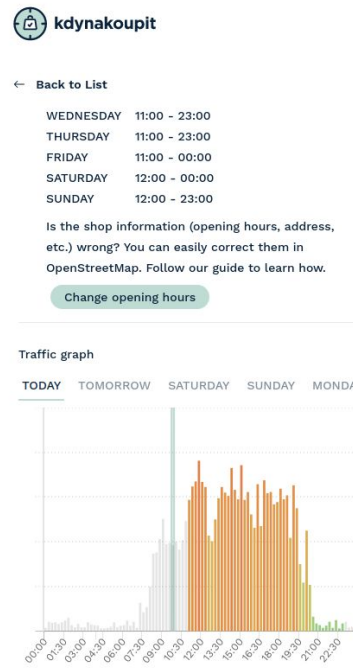 kdynakoupit
← Back to List
WEDNESDAY 11:00 - 23:00
THURSDAY 11:00 - 23:00
FRIDAY 11:00 - 00:00
SATURDAY 12:00 - 00:00
SUNDAY 12:00 - 23:00
Is the shop information (opening hours, address,
etc.) wrong? You can easily correct them in
OpenStreetMap. Follow our guide to learn how.
Change opening hours
Traffic graph
TODAY TOMORROW SATURDAY SUNDAY MONDA
00:00 01:30 03:00 04:30 06:00 07:30 09:00 10:30 12:00 13:30 15:00 16:30 18:00 19:30 21:00 22:30